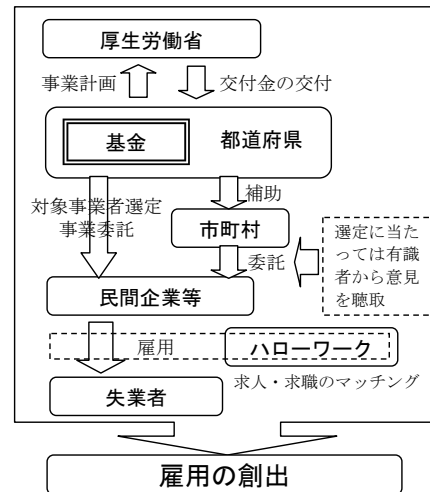 厚生労働省
事業計画
交付金の交付
基金
都道府県
対象事業者選定
事業委託
補助
市町村
委託
選定に当た
っては有識
者から意見
を聴取
民間企業等
雇用
ハローワーク
求人・求職のマッチング
失業者
雇用の創出